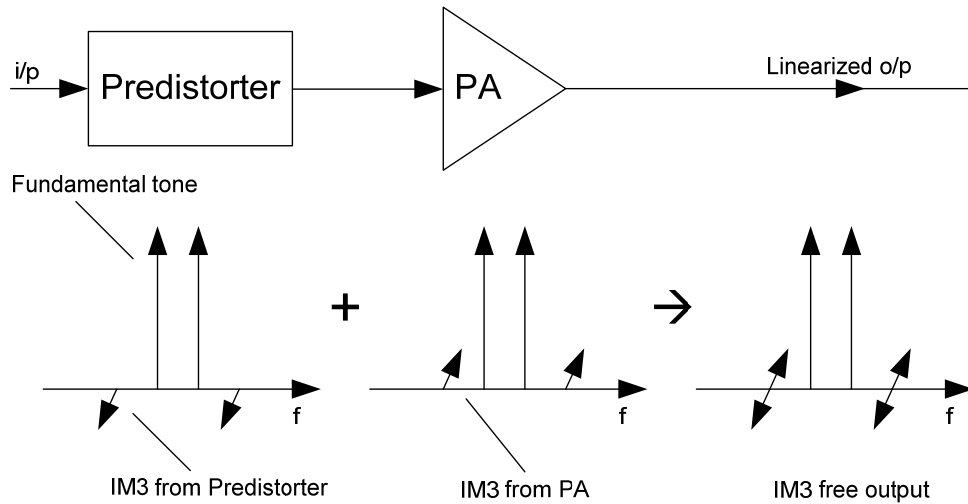 i/p
Predistorter
PA
Linearized o/p
Fundamental tone
+
f
f
f
IM3 from Predistorter
IM3 from PA
IM3 free output